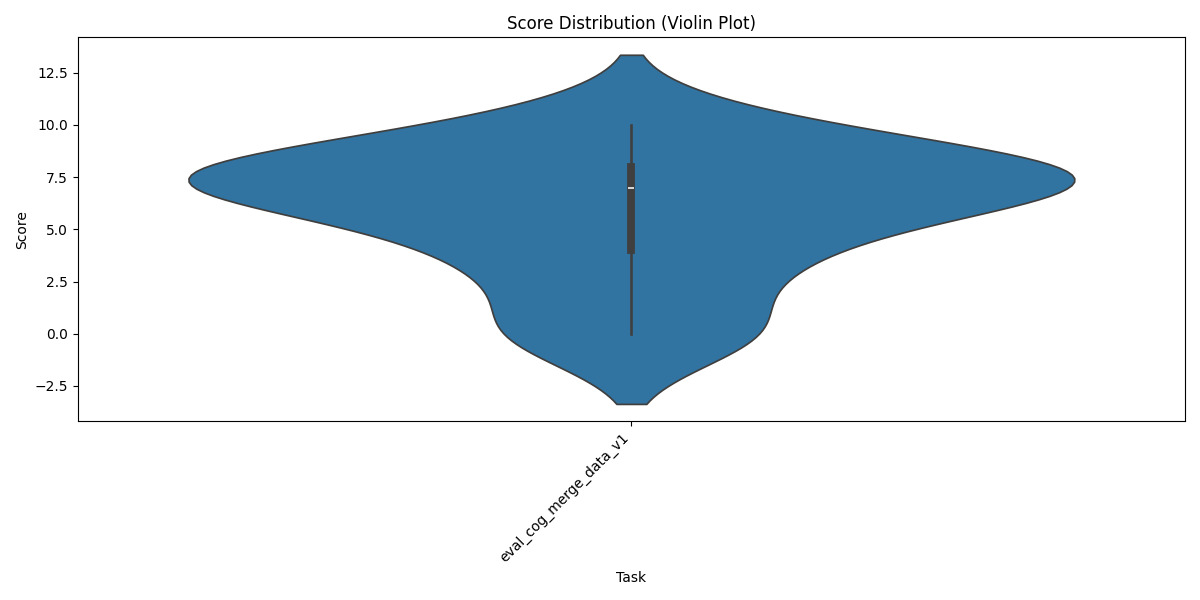 Score Distribution (Violin Plot)
12.5
10.0
7.5
5.0
2.5
0.0
−2.5
Score
eval_cog_merge_data_v1
Task